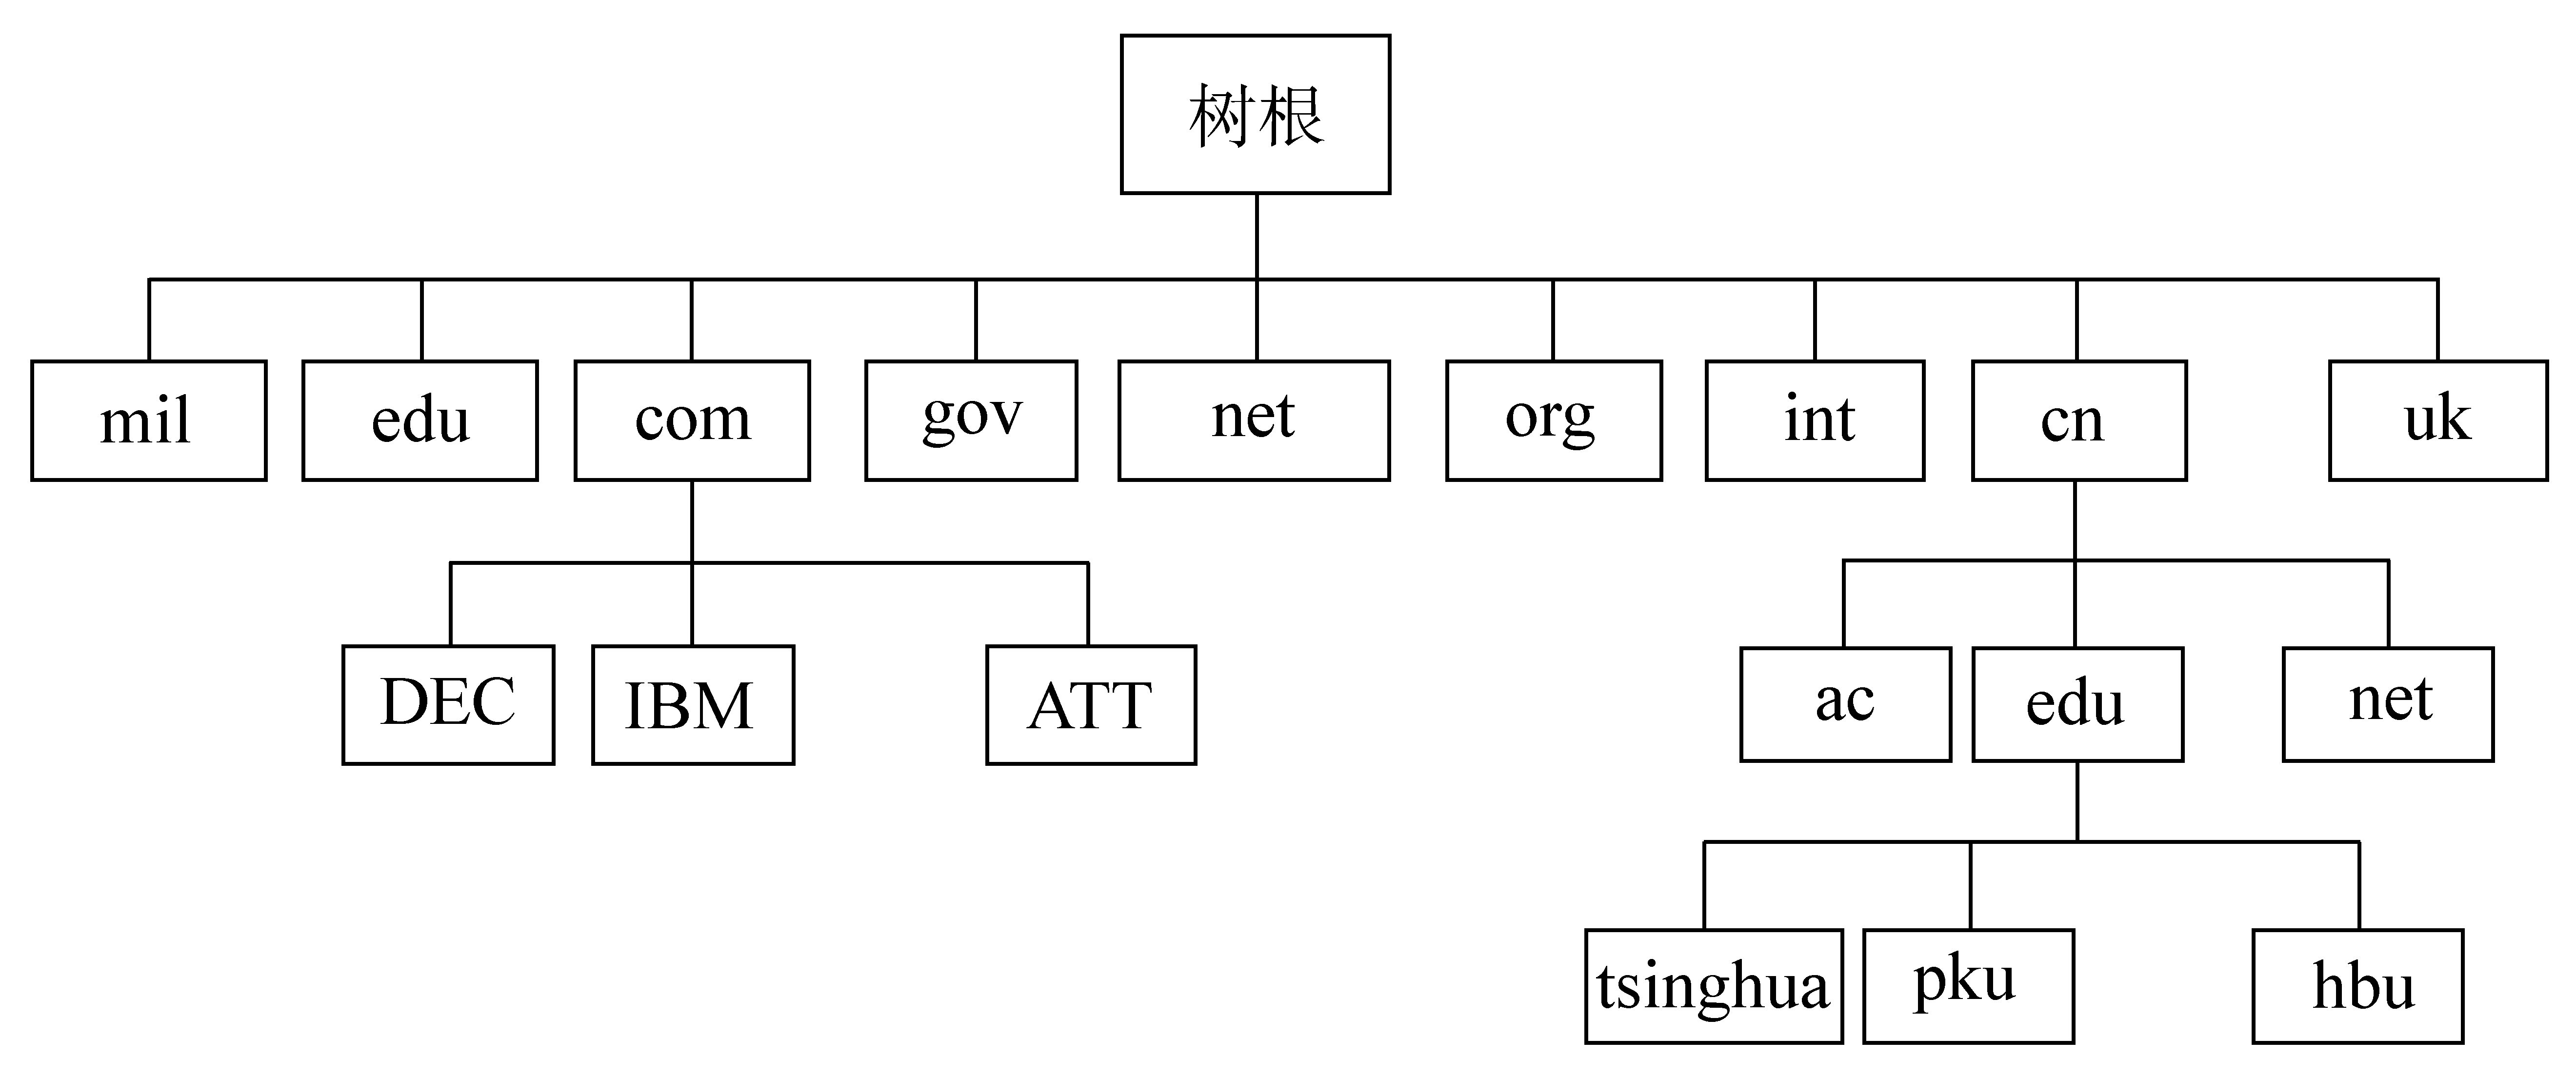 树根
mil
edu
com
gov
net
org
int
cn
uk
DEC
IBM
ATT
ac
edu
net
tsinghua
pku
hbu